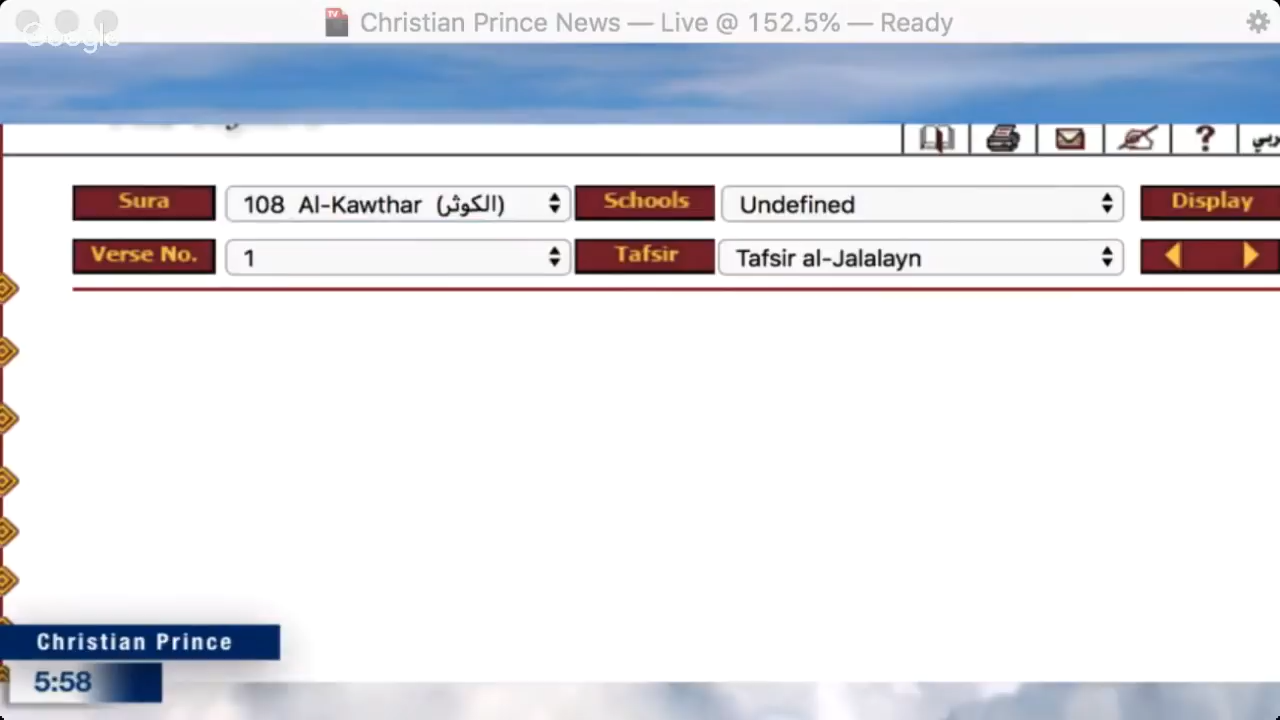 Christian Prince News — Live @ 152.5% — Ready
Google
Sura 108 Al-Kawthar (الكوثر) Schools Undefined Display
Verse No. 1 Tafsir Tafsir al-Jalalayn
Christian Prince
5:58